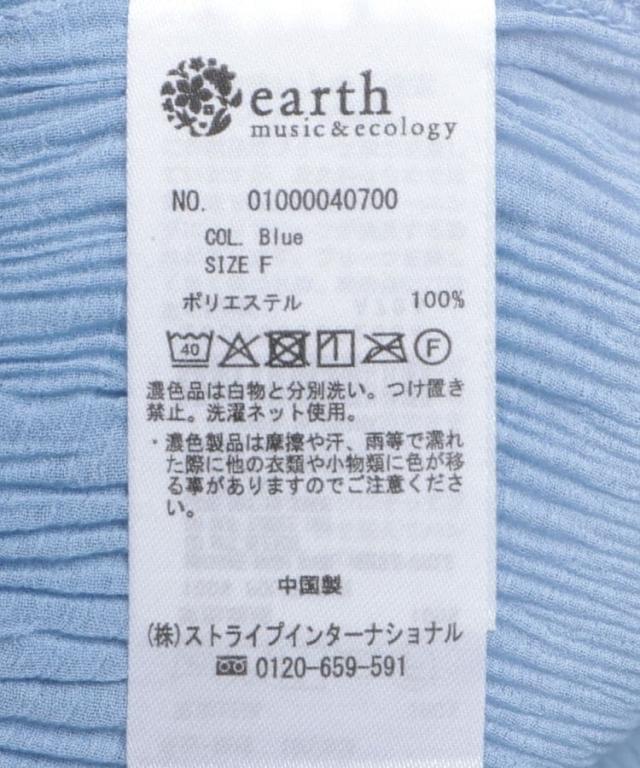 earth
music&ecology
NO. 01000040700
COL. Blue
SIZE F
ポリエステル 100%
40 F
濃色品は白物と分別洗い。つけ置き
禁止。洗濯ネット使用。
・濃色製品は摩擦や汗、雨等で濡れ
た際に他の衣類や小物類に色が移
る事がありますのでご注意くださ
い。
中国製
(株)ストライプインターナショナル
0120-659-591